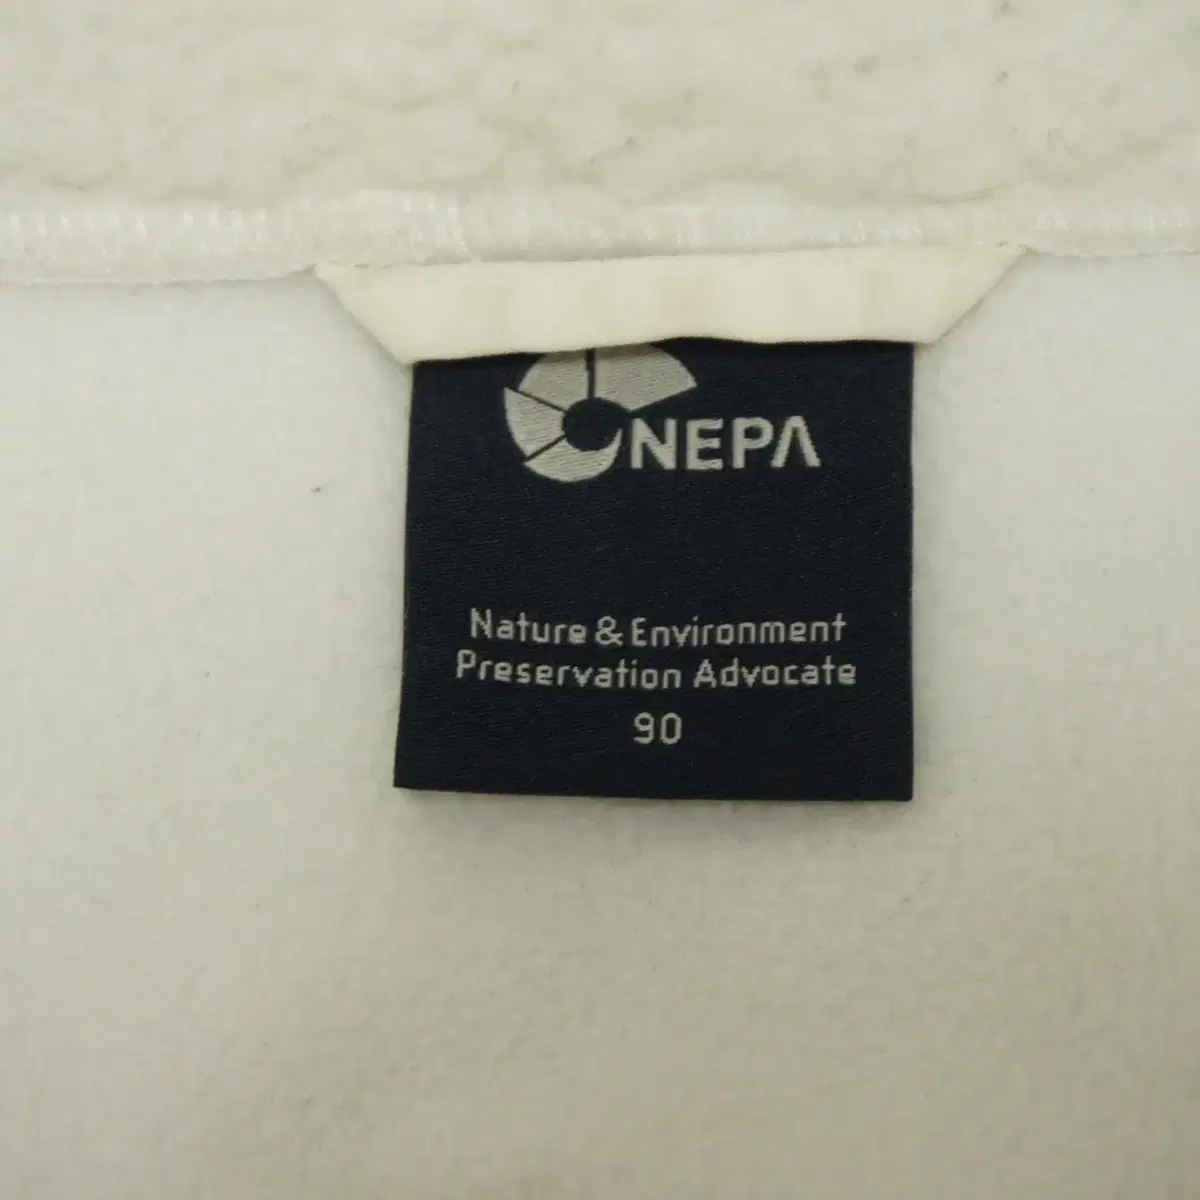 NEPA
Nature & Environment
Preservation Advocate
90